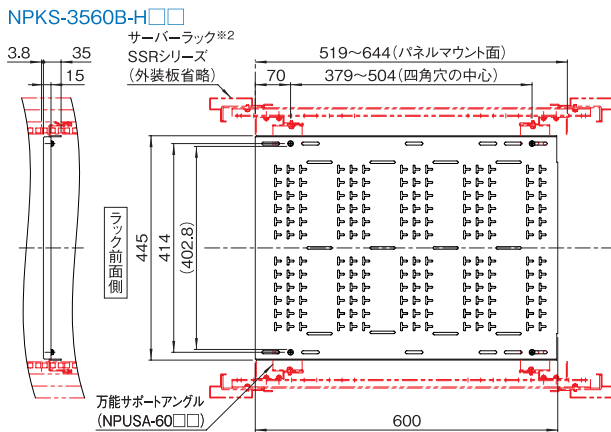 NPKS-3560B-H□□
サーバーラック※2
SSRシリーズ
(外装板省略)
3.8
35
15
519~644(パネルマウント面)
70
379~504(四角穴の中心)
ラック前面側
445
414
(402.8)
万能サポートアングル
(NPUSA-60□□)
600